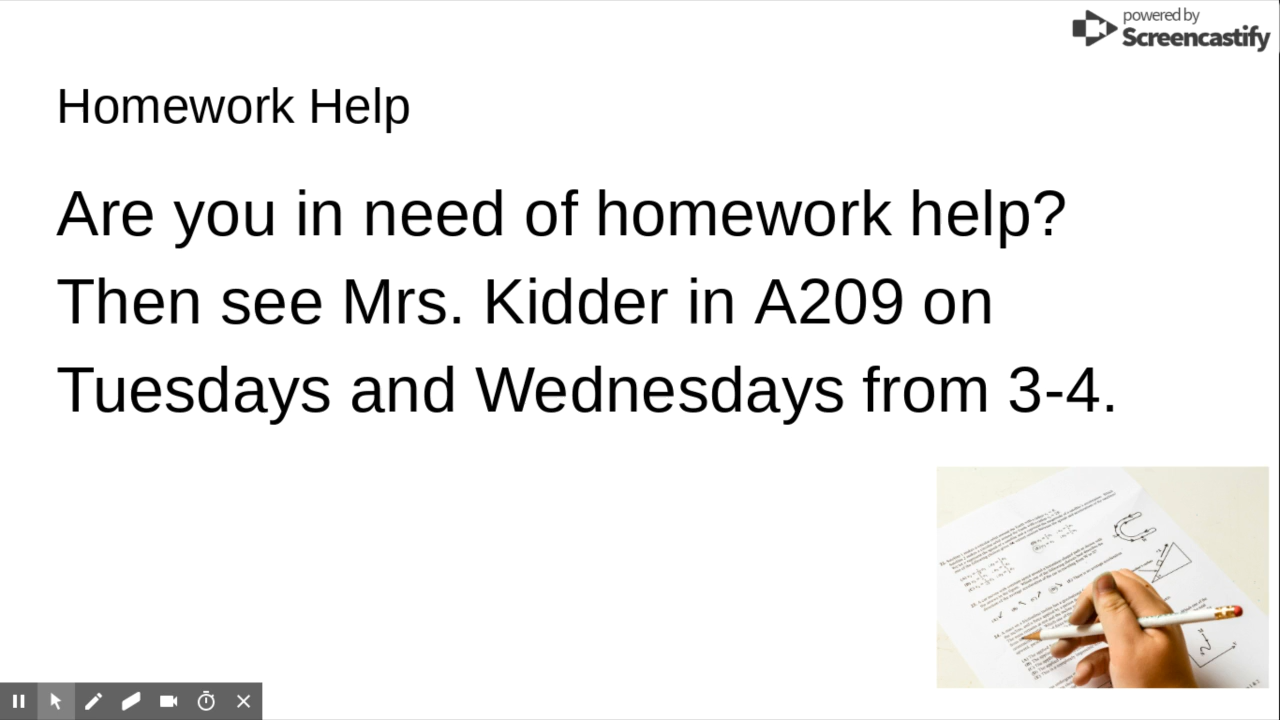 powered by
Screencastify
Homework Help
Are you in need of homework help?
Then see Mrs. Kidder in A209 on
Tuesdays and Wednesdays from 3-4.